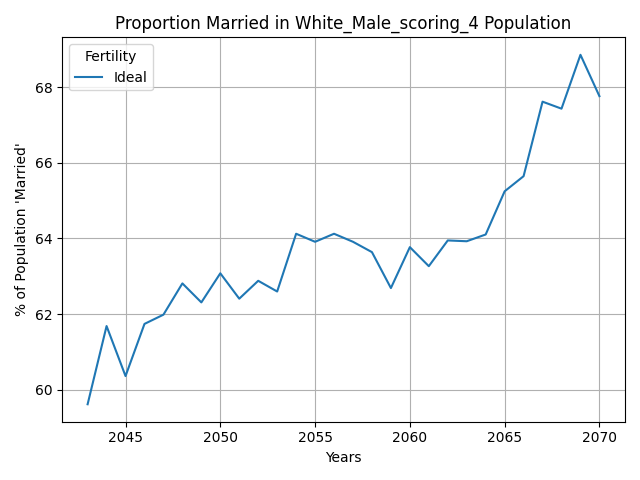 Proportion Married in White_Male_scoring_4 Population
Fertility
Ideal
% of Population 'Married'
68
66
64
62
60
2045
2050
2055
2060
2065
2070
Years